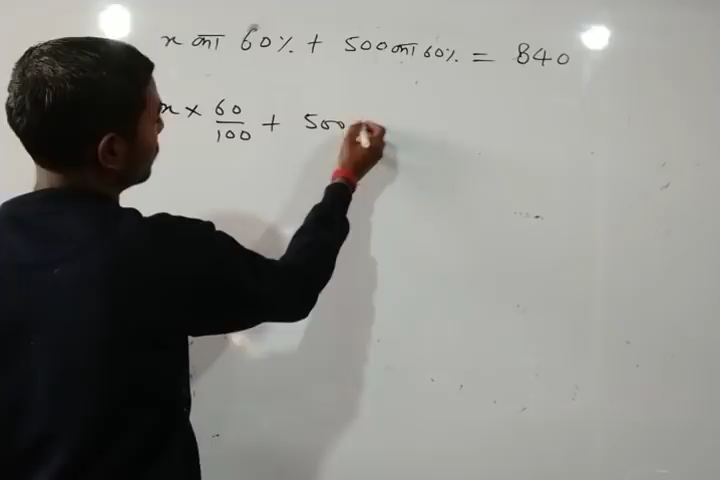 x का 60% + 500 का 60% = 840
x × 60/100 + 500